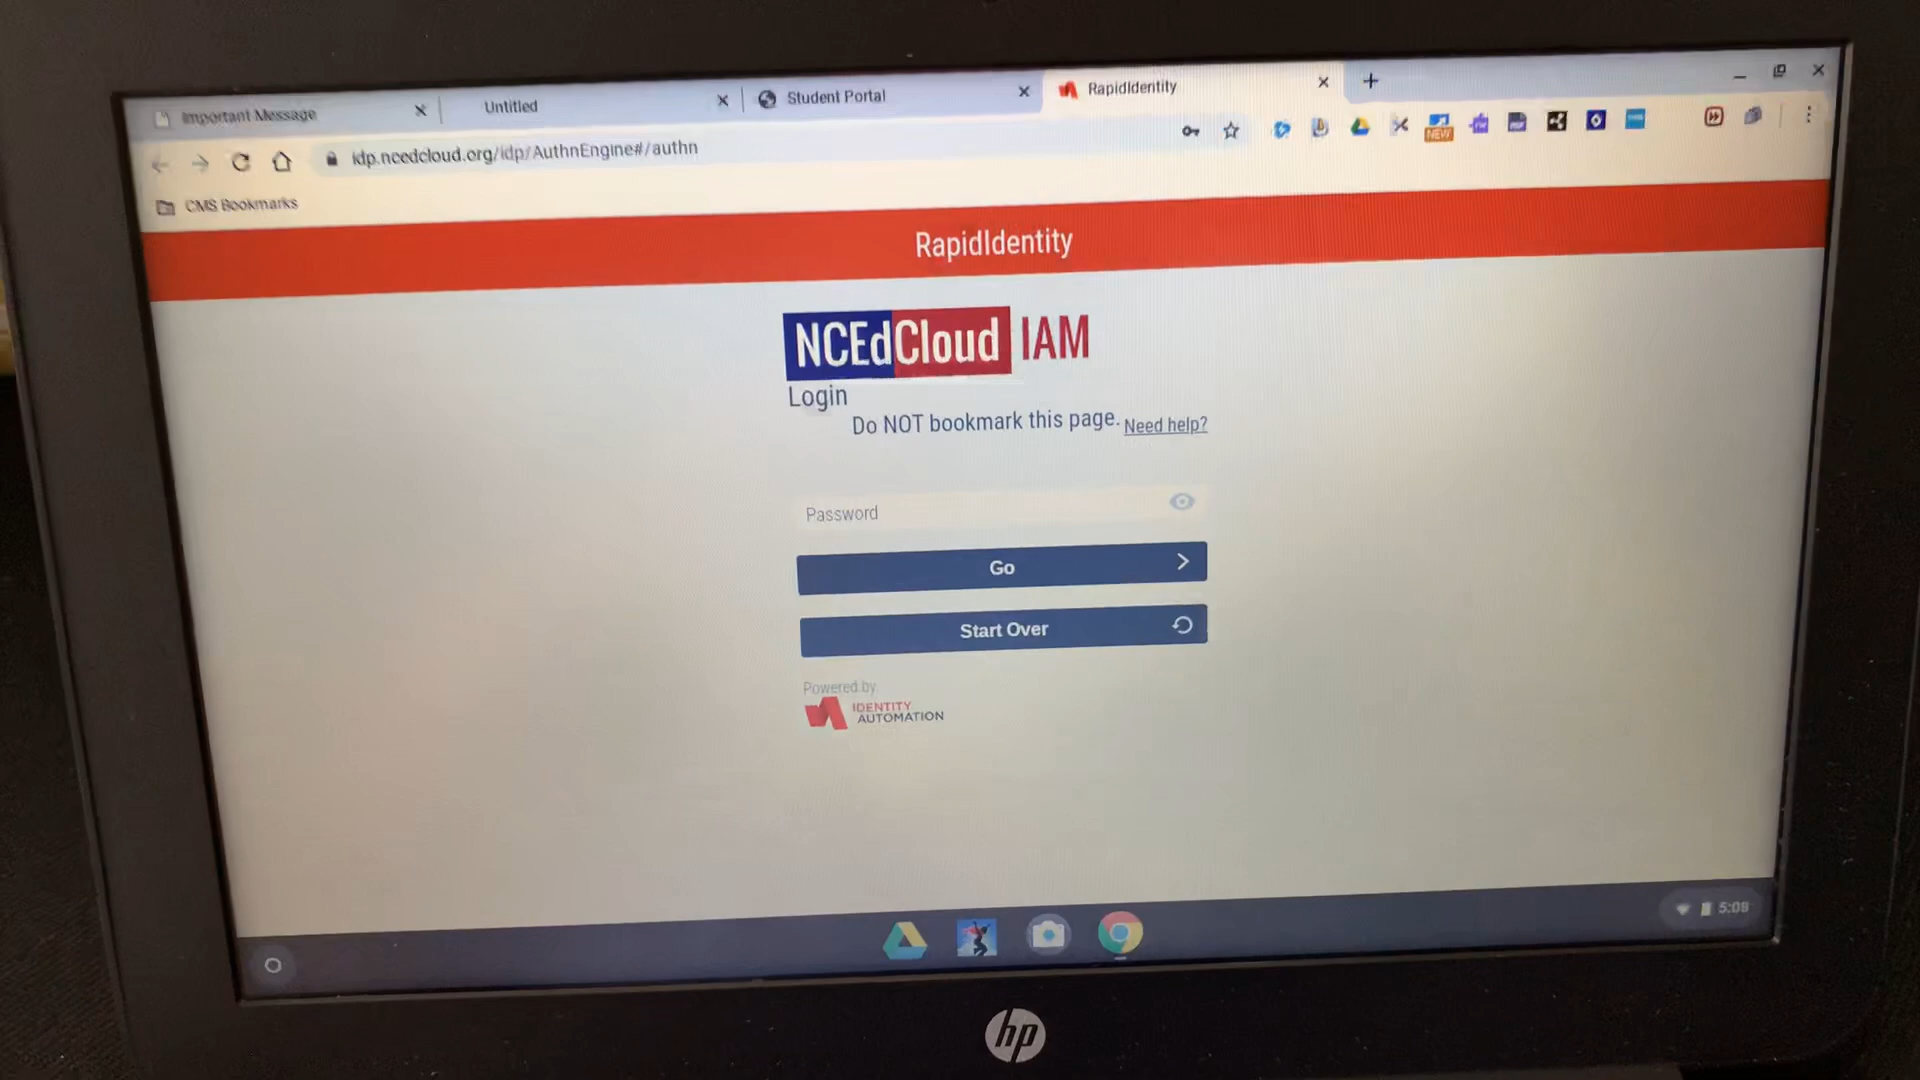 Important Message
Untitled
Student Portal
RapidIdentity
idp.ncedcloud.org/idp/AuthnEngine#/authn
NEW
CMS Bookmarks
RapidIdentity
NCEdCloud IAM
Login
Do NOT bookmark this page. Need help?
Password
Go
Start Over
Powered by
IDENTITY
AUTOMATION
5:08
hp